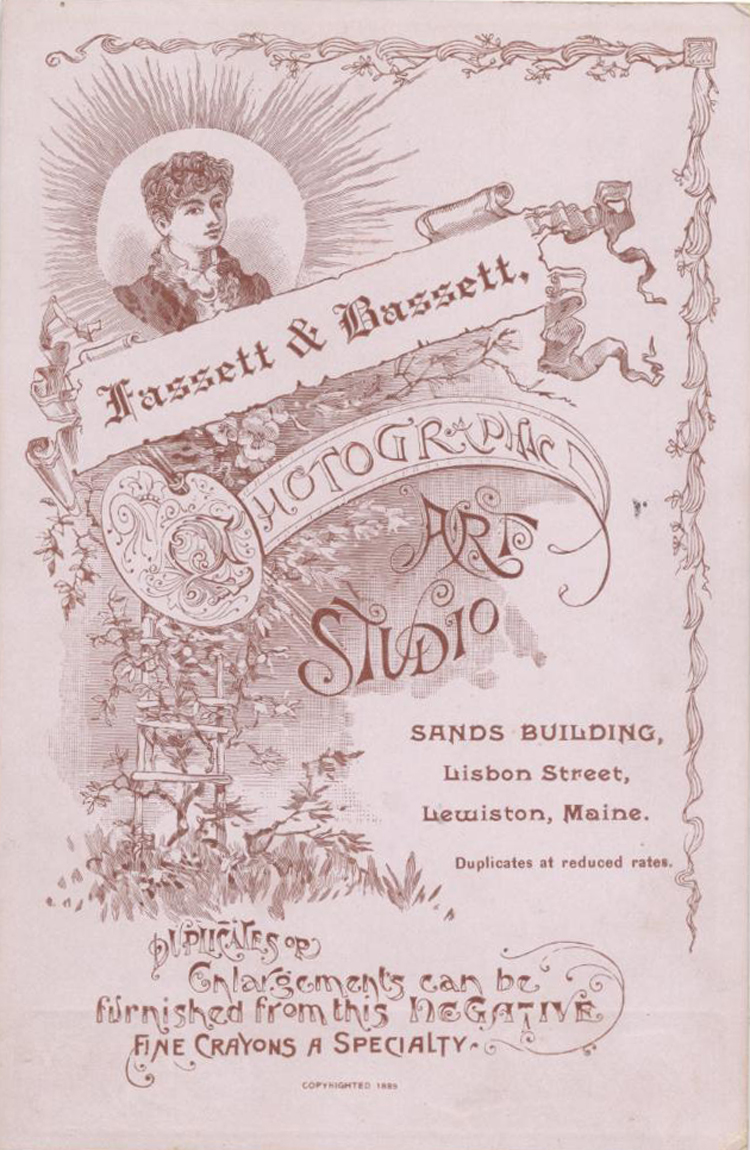 Fassett & Bassett,
PHOTOGRAPHIC
ART
STUDIO
SANDS BUILDING,
Lisbon Street,
Lewiston, Maine.
Duplicates at reduced rates.
DUPLICATES OR
Enlargements can be
furnished from this NEGATIVE
FINE CRAYONS A SPECIALTY.
COPYRIGHTED 1889